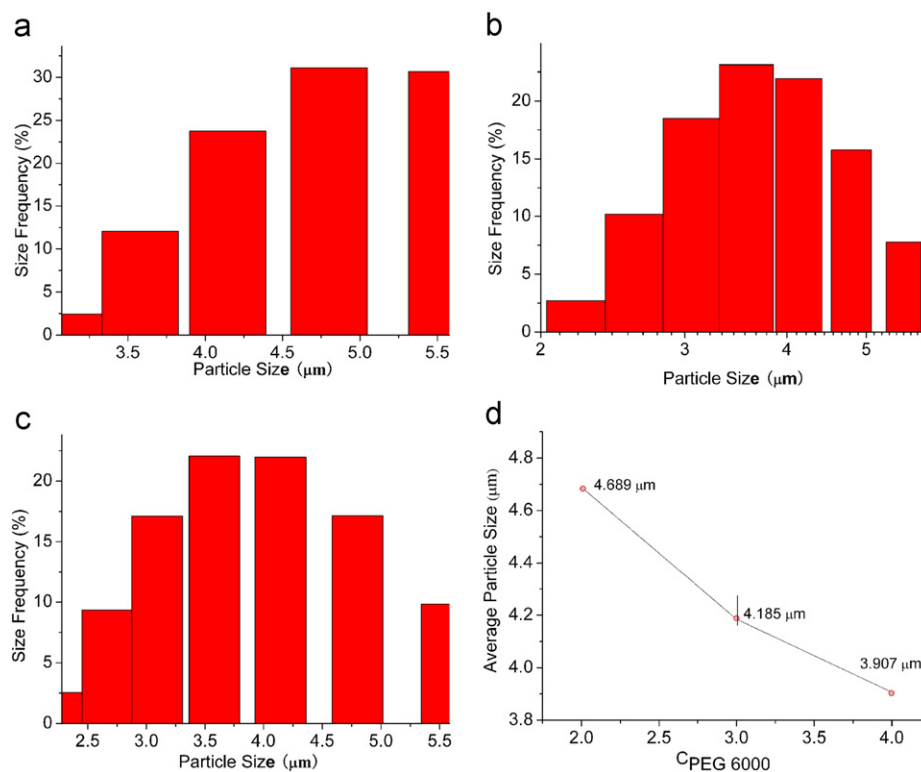 a
Size Frequency (%)
30
25
20
15
10
5
0
3.5 4.0 4.5 5.0 5.5
Particle Size (μm)
b
Size Frequency (%)
20
15
10
5
0
2 3 4 5
Particle Size (μm)
c
Size Frequency (%)
20
15
10
5
0
2.5 3.0 3.5 4.0 4.5 5.0 5.5
Particle Size (μm)
d
Average Particle Size (μm)
4.8
4.6
4.4
4.2
4.0
3.8
4.689 μm
4.185 μm
3.907 μm
2.0 2.5 3.0 3.5 4.0
CPEG 6000